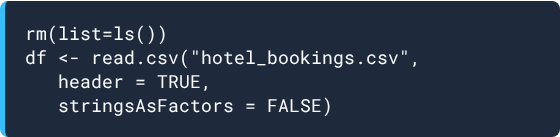 rm(list=ls())
df <- read.csv("hotel_bookings.csv",
   header = TRUE,
   stringsAsFactors = FALSE)